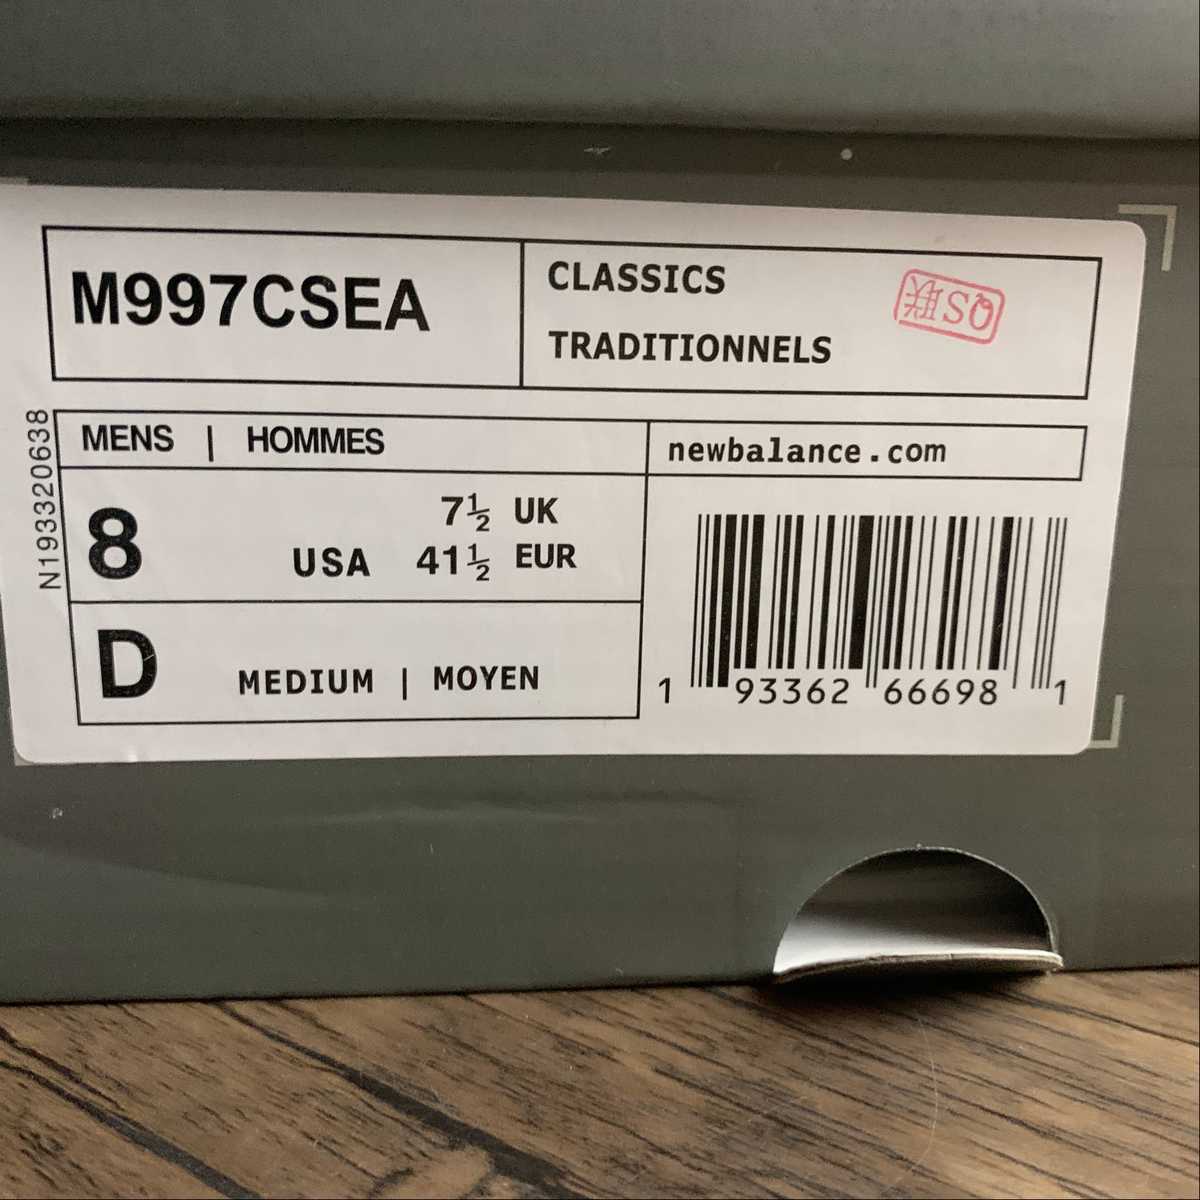 M997CSEA
CLASSICS
TRADITIONNELS
N193320638
MENS | HOMMES
newbalance.com
8 USA
7½ UK
41½ EUR
D MEDIUM | MOYEN
1 93362 66698 1